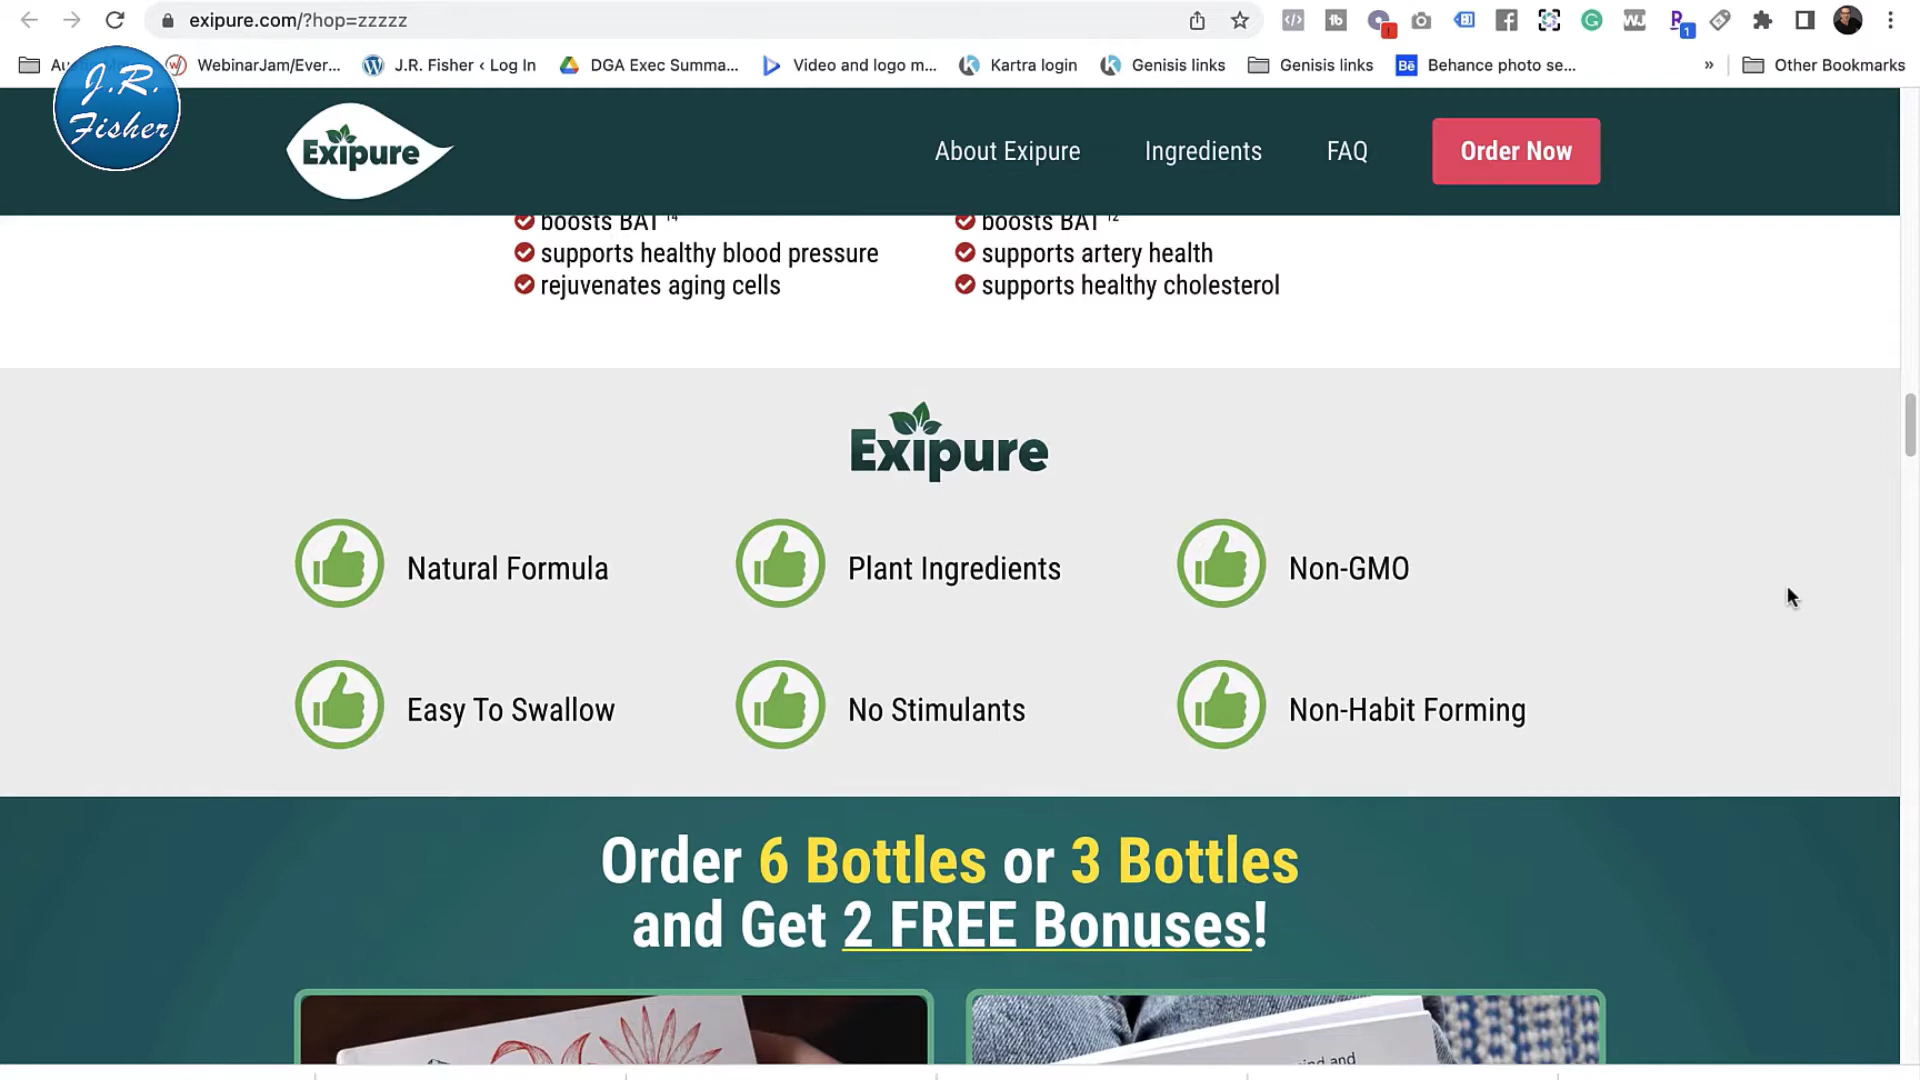 exipure.com/?hop=zzzzz
WebinarJam/Ever...
J.R. Fisher ‹ Log In
DGA Exec Summa...
Video and logo m...
Kartra login
Genisis links
Genisis links
Behance photo se...
»
Other Bookmarks
J.R.
Fisher
Exipure
About Exipure
Ingredients
FAQ
Order Now
boosts BAT 14
boosts BAT 12
supports healthy blood pressure
supports artery health
rejuvenates aging cells
supports healthy cholesterol
Exipure
Natural Formula
Plant Ingredients
Non-GMO
Easy To Swallow
No Stimulants
Non-Habit Forming
Order 6 Bottles or 3 Bottles
and Get 2 FREE Bonuses!
and